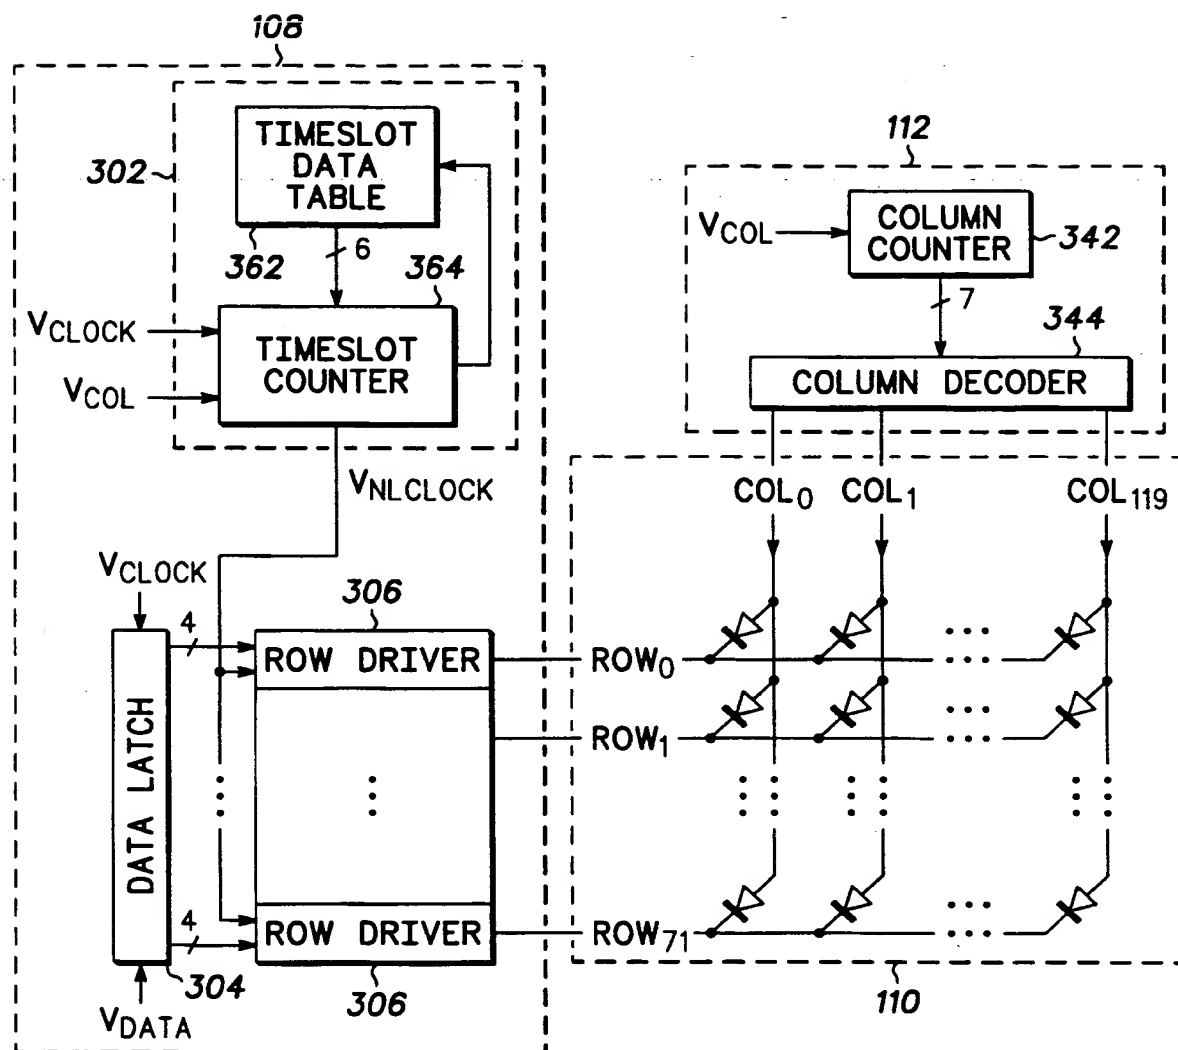 108
302
TIMESLOT
DATA
TABLE
362
6
364
VCLOCK
VCOL
TIMESLOT
COUNTER
VNLCLOCK
112
VCOL
COLUMN
COUNTER
342
7
344
COLUMN DECODER
COL0 COL1 COL119
VCLOCK
4
306
ROW DRIVER
ROW0
ROW1
DATA LATCH
4
ROW DRIVER
ROW71
304
306
110
VDATA